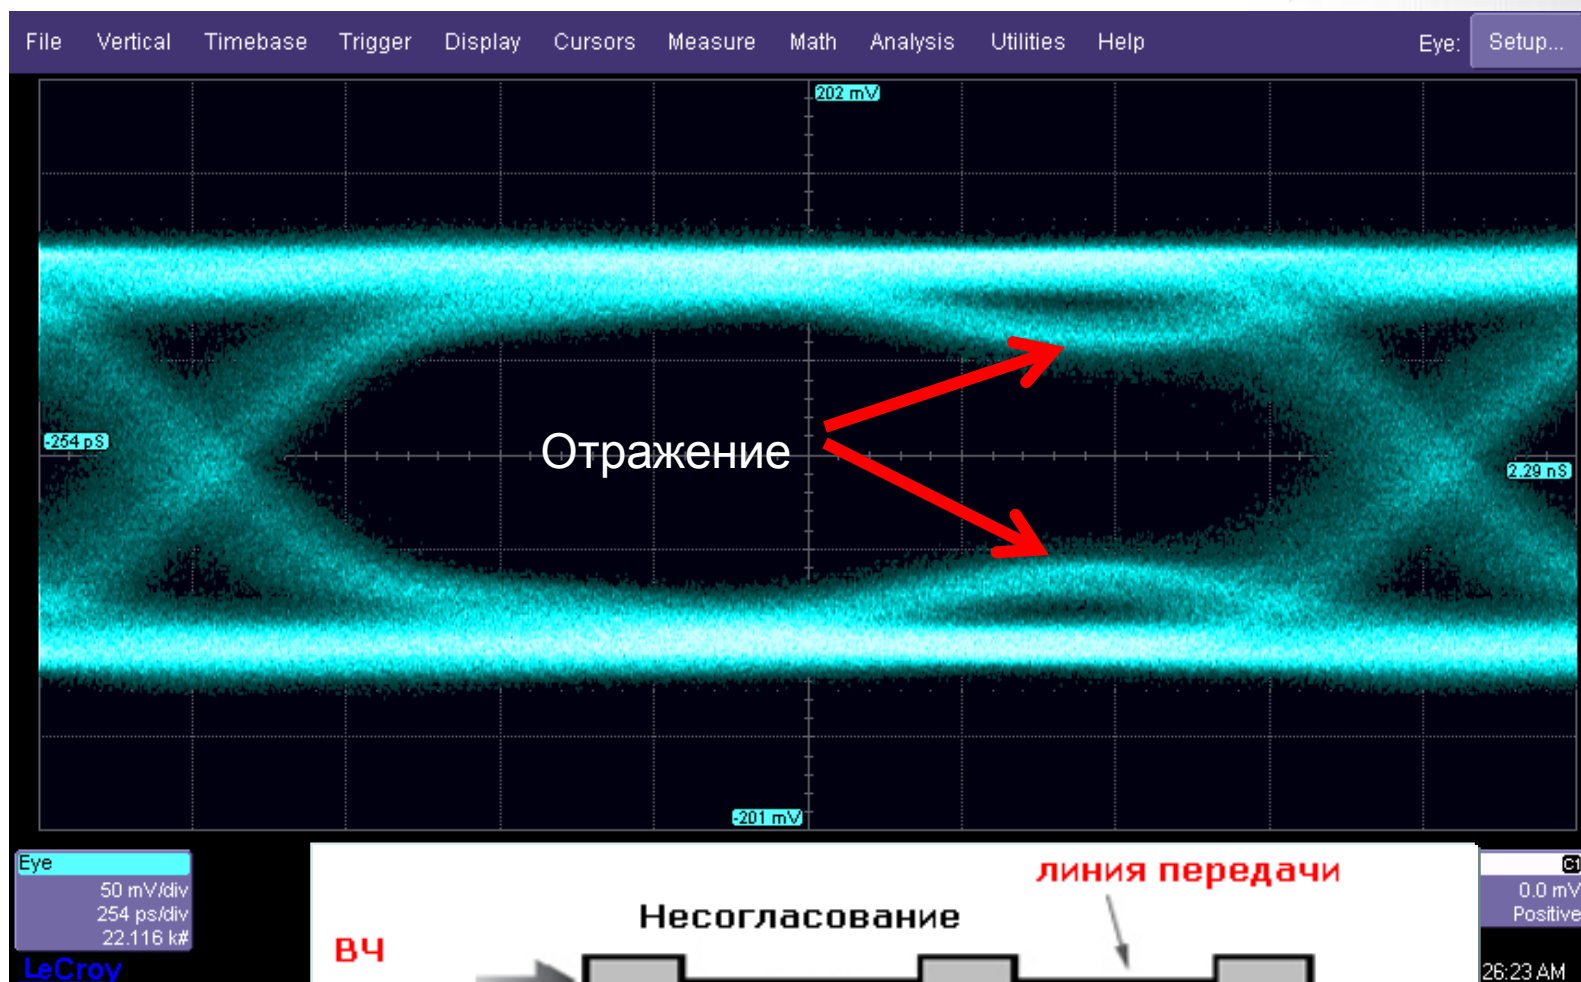 File Vertical Timebase Trigger Display Cursors Measure Math Analysis Utilities Help Eye: Setup...
202 mV
-254 pS
Отражение
2.29 nS
-201 mV
Eye
50 mV/div
254 ps/div
22.116 k#
LeCroy
линия передачи
Несогласование
ВЧ
C1
0.0 mV
Positive
26:23 AM